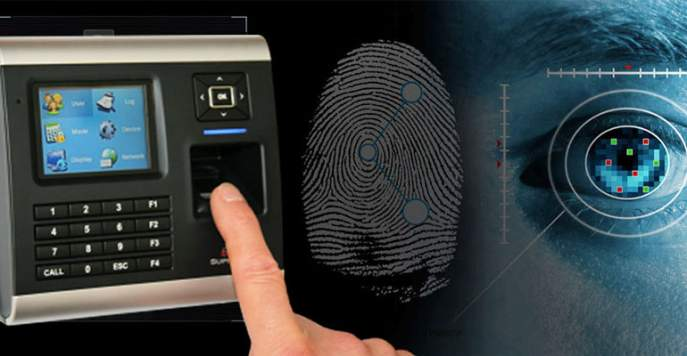 OK
User Log
Mode Device
Display Network
1 2 3 F1
4 5 6 F2
7 8 9 F3
CALL 0 ESC F4